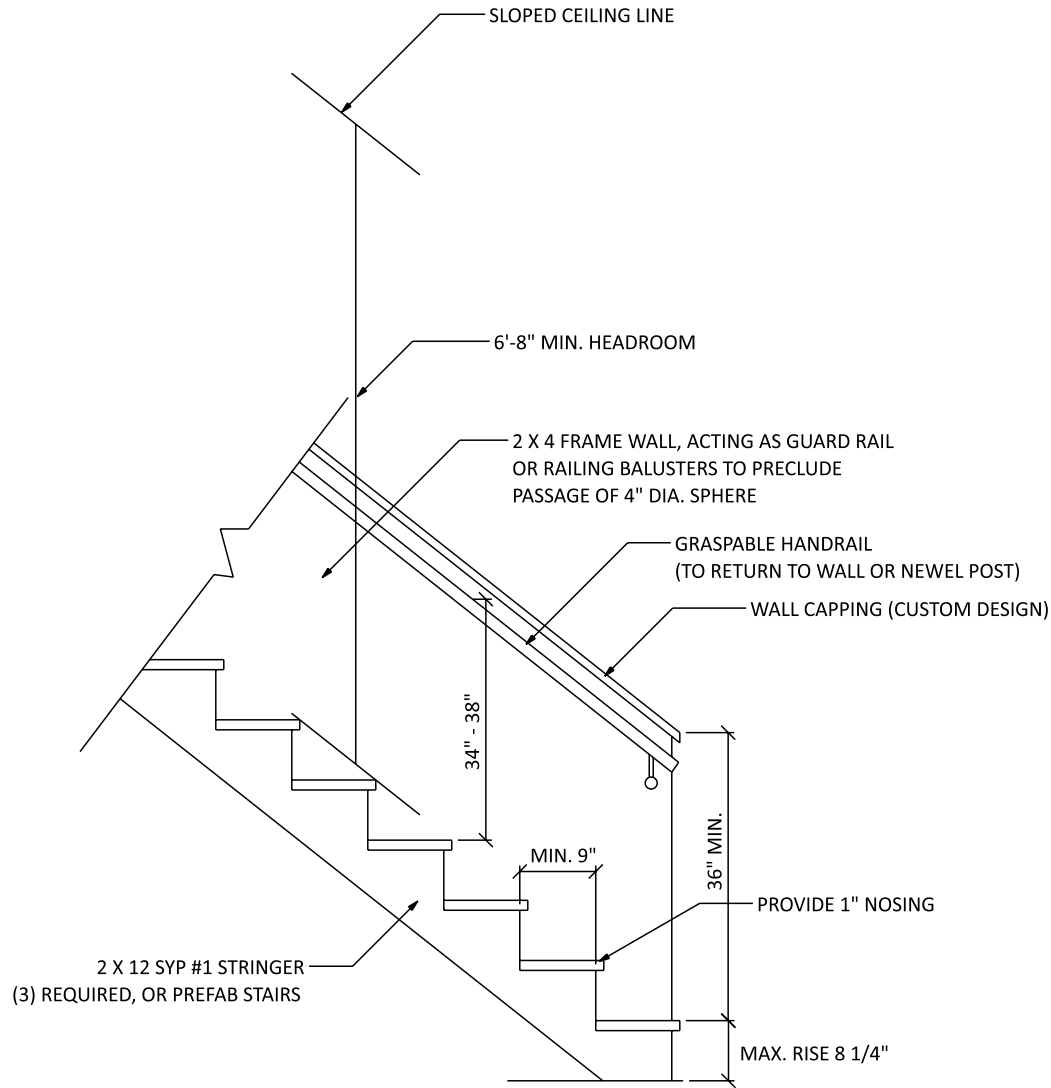 SLOPED CEILING LINE
6'-8" MIN. HEADROOM
2 X 4 FRAME WALL, ACTING AS GUARD RAIL
OR RAILING BALUSTERS TO PRECLUDE
PASSAGE OF 4" DIA. SPHERE
GRASPABLE HANDRAIL
(TO RETURN TO WALL OR NEWEL POST)
WALL CAPPING (CUSTOM DESIGN)
34" - 38"
36" MIN.
MIN. 9"
PROVIDE 1" NOSING
2 X 12 SYP #1 STRINGER
(3) REQUIRED, OR PREFAB STAIRS
MAX. RISE 8 1/4"